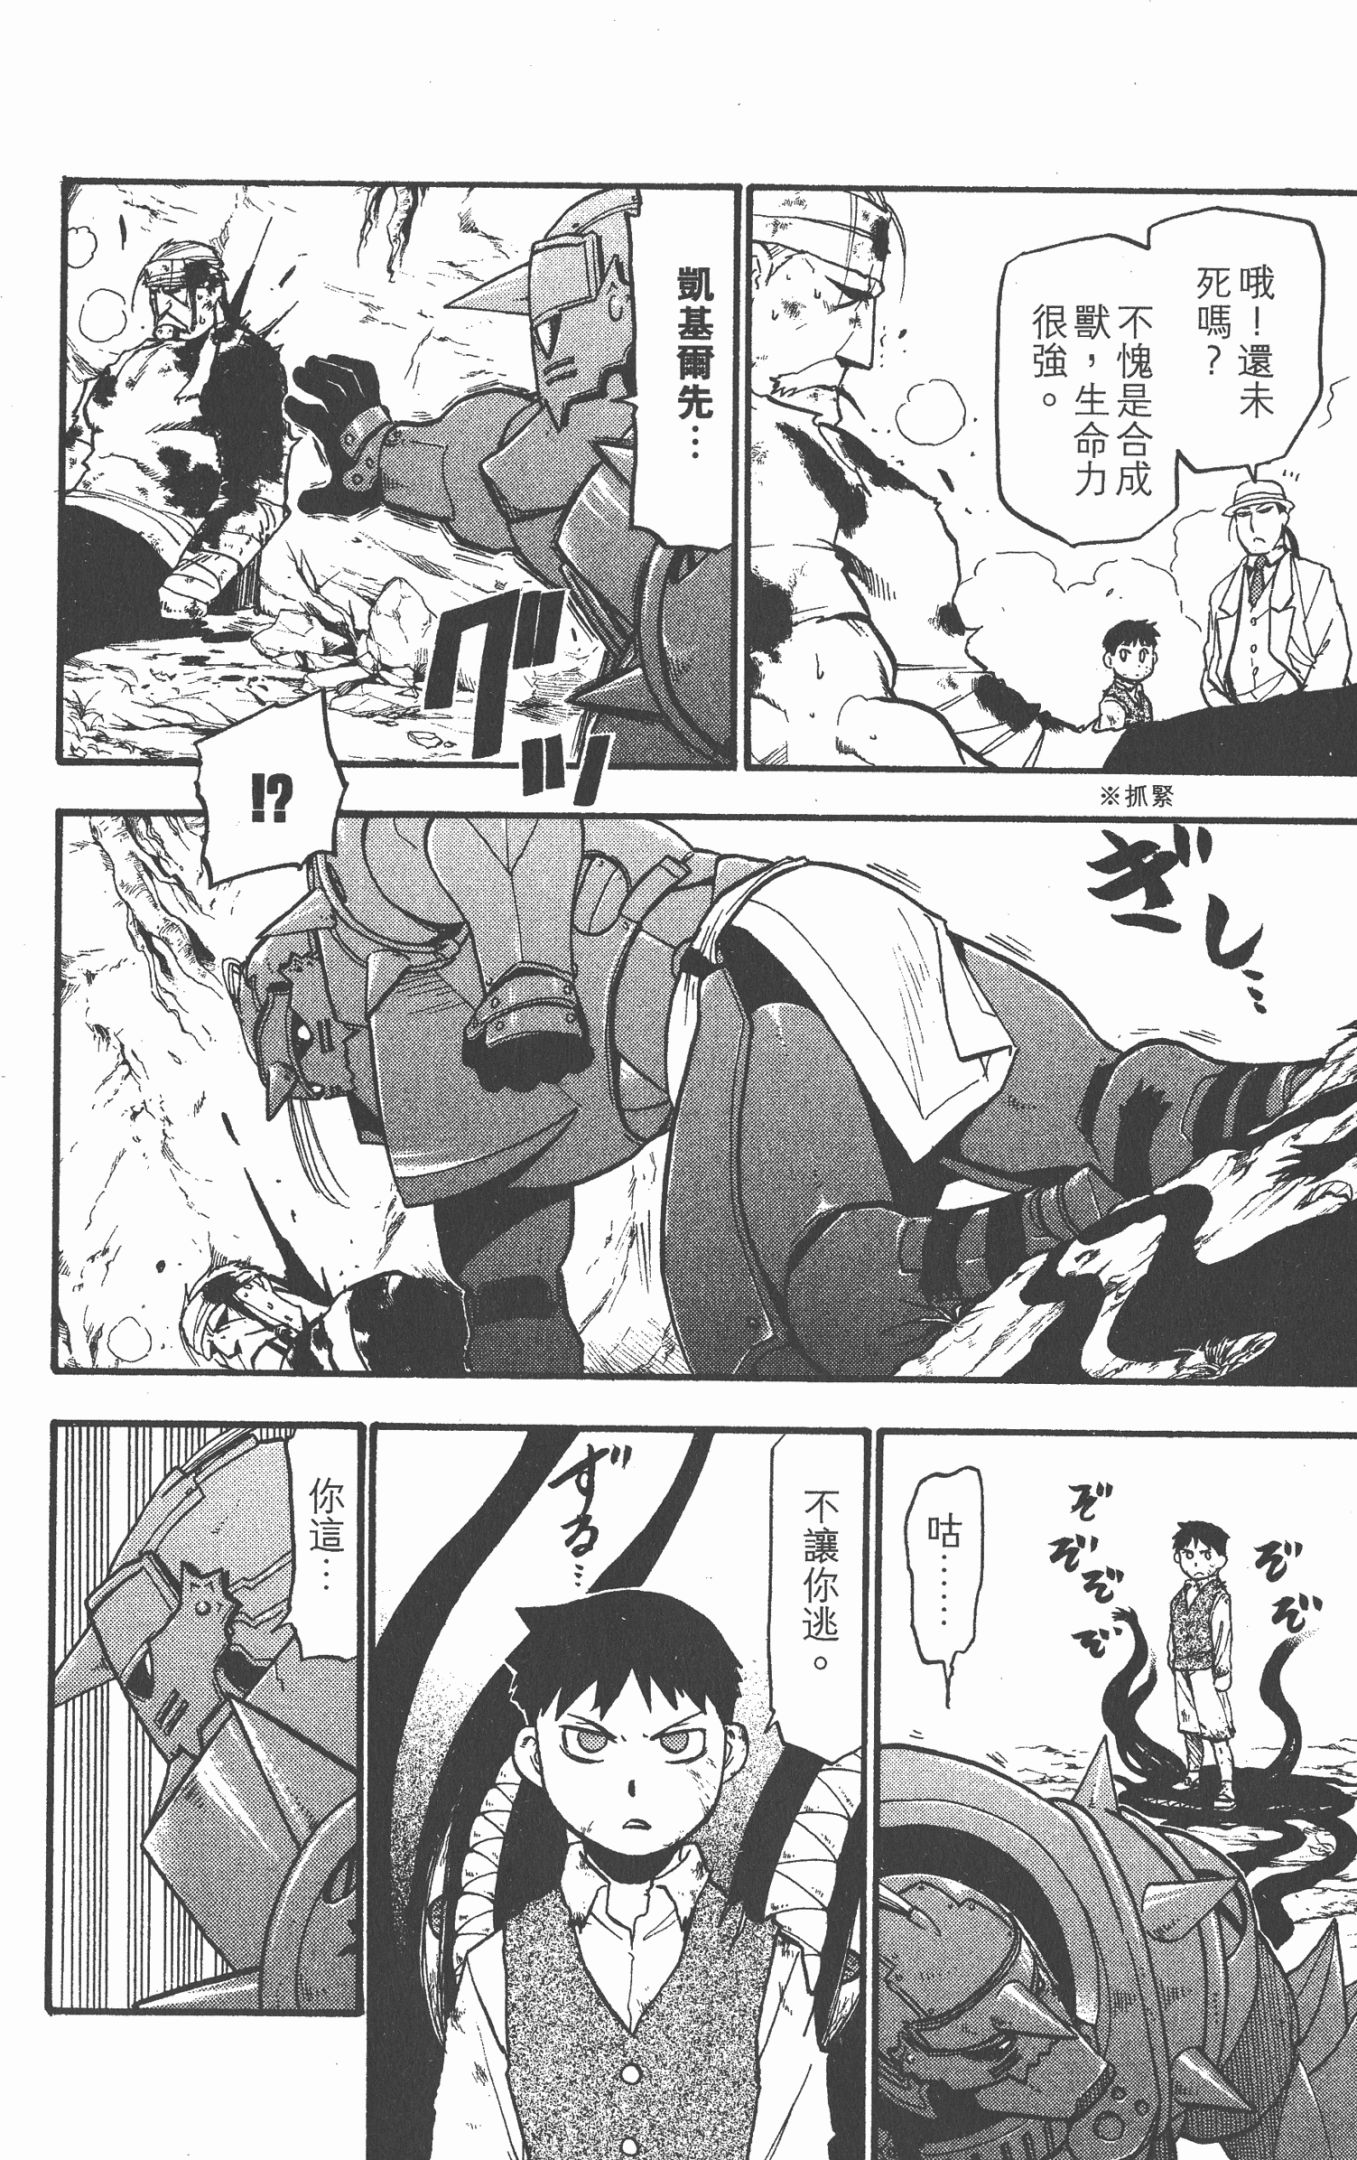 哦！還未
死嗎？
不愧是合成
獸，生命力
很強。
凱基爾先…
グッ
※抓緊
!?
ぎし…
ぞ
ぞぞ
ぞ
ぞ
ぞ
咕……
不讓你逃。
ずる…
你這…